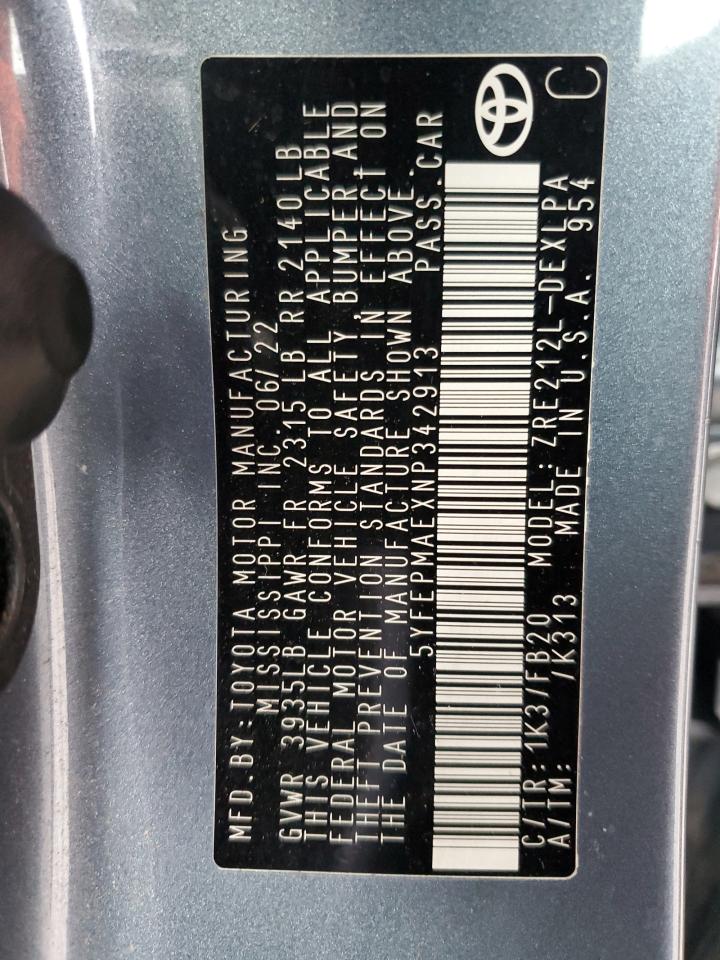 MFD.BY:TOYOTA MOTOR MANUFACTURING
MISSISSIPPI INC. 06/22
GVWR 3935LB GAWR FR 2315 LB RR 2140LB
THIS VEHICLE CONFORMS TO ALL APPLICABLE
FEDERAL MOTOR VEHICLE SAFETY, BUMPER AND
THEFT PREVENTION STANDARDS IN EFFECT ON
THE DATE OF MANUFACTURE SHOWN ABOVE.
5YFEPMAEXNP342913 PASS.CAR
C/TR:1K3/FB20 MODEL:ZRE212L-DEXLPA
A/TM: /K313 MADE IN U.S.A. 954
C